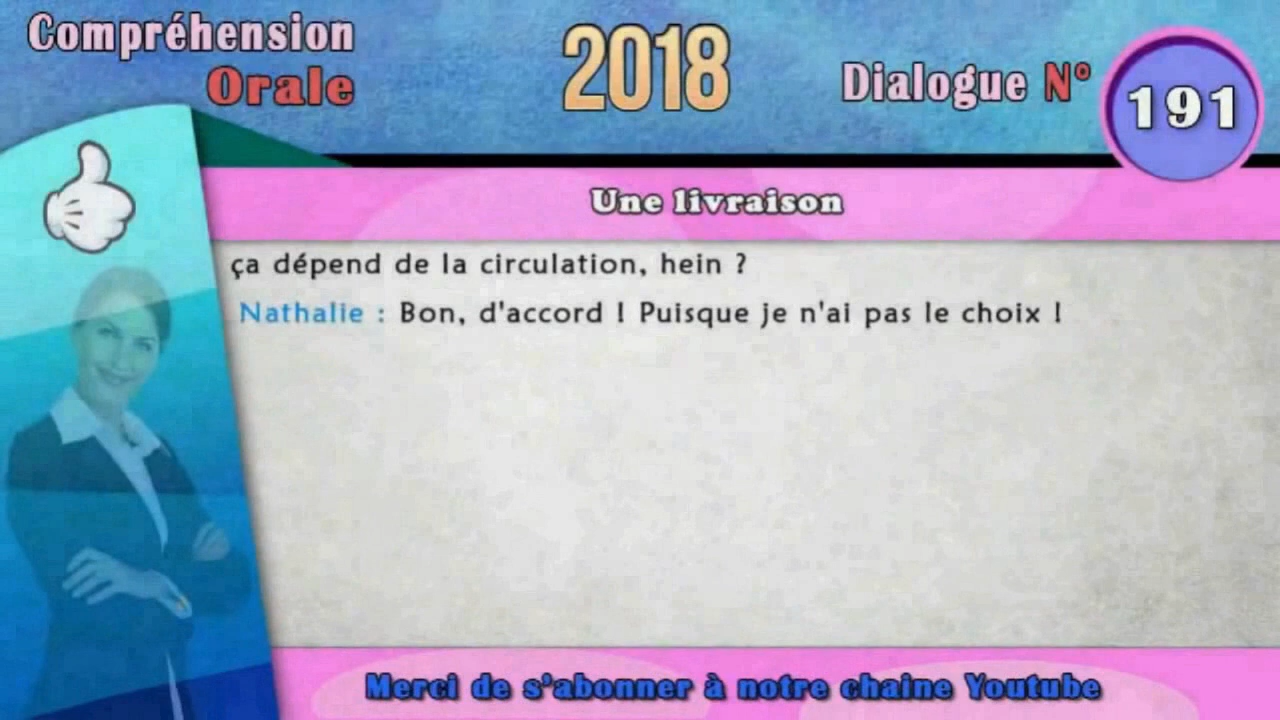 Compréhension
Orale
2018
Dialogue N°
191
Une livraison
ça dépend de la circulation, hein ?
Nathalie : Bon, d'accord ! Puisque je n'ai pas le choix !
Merci de s'abonner à notre chaine Youtube